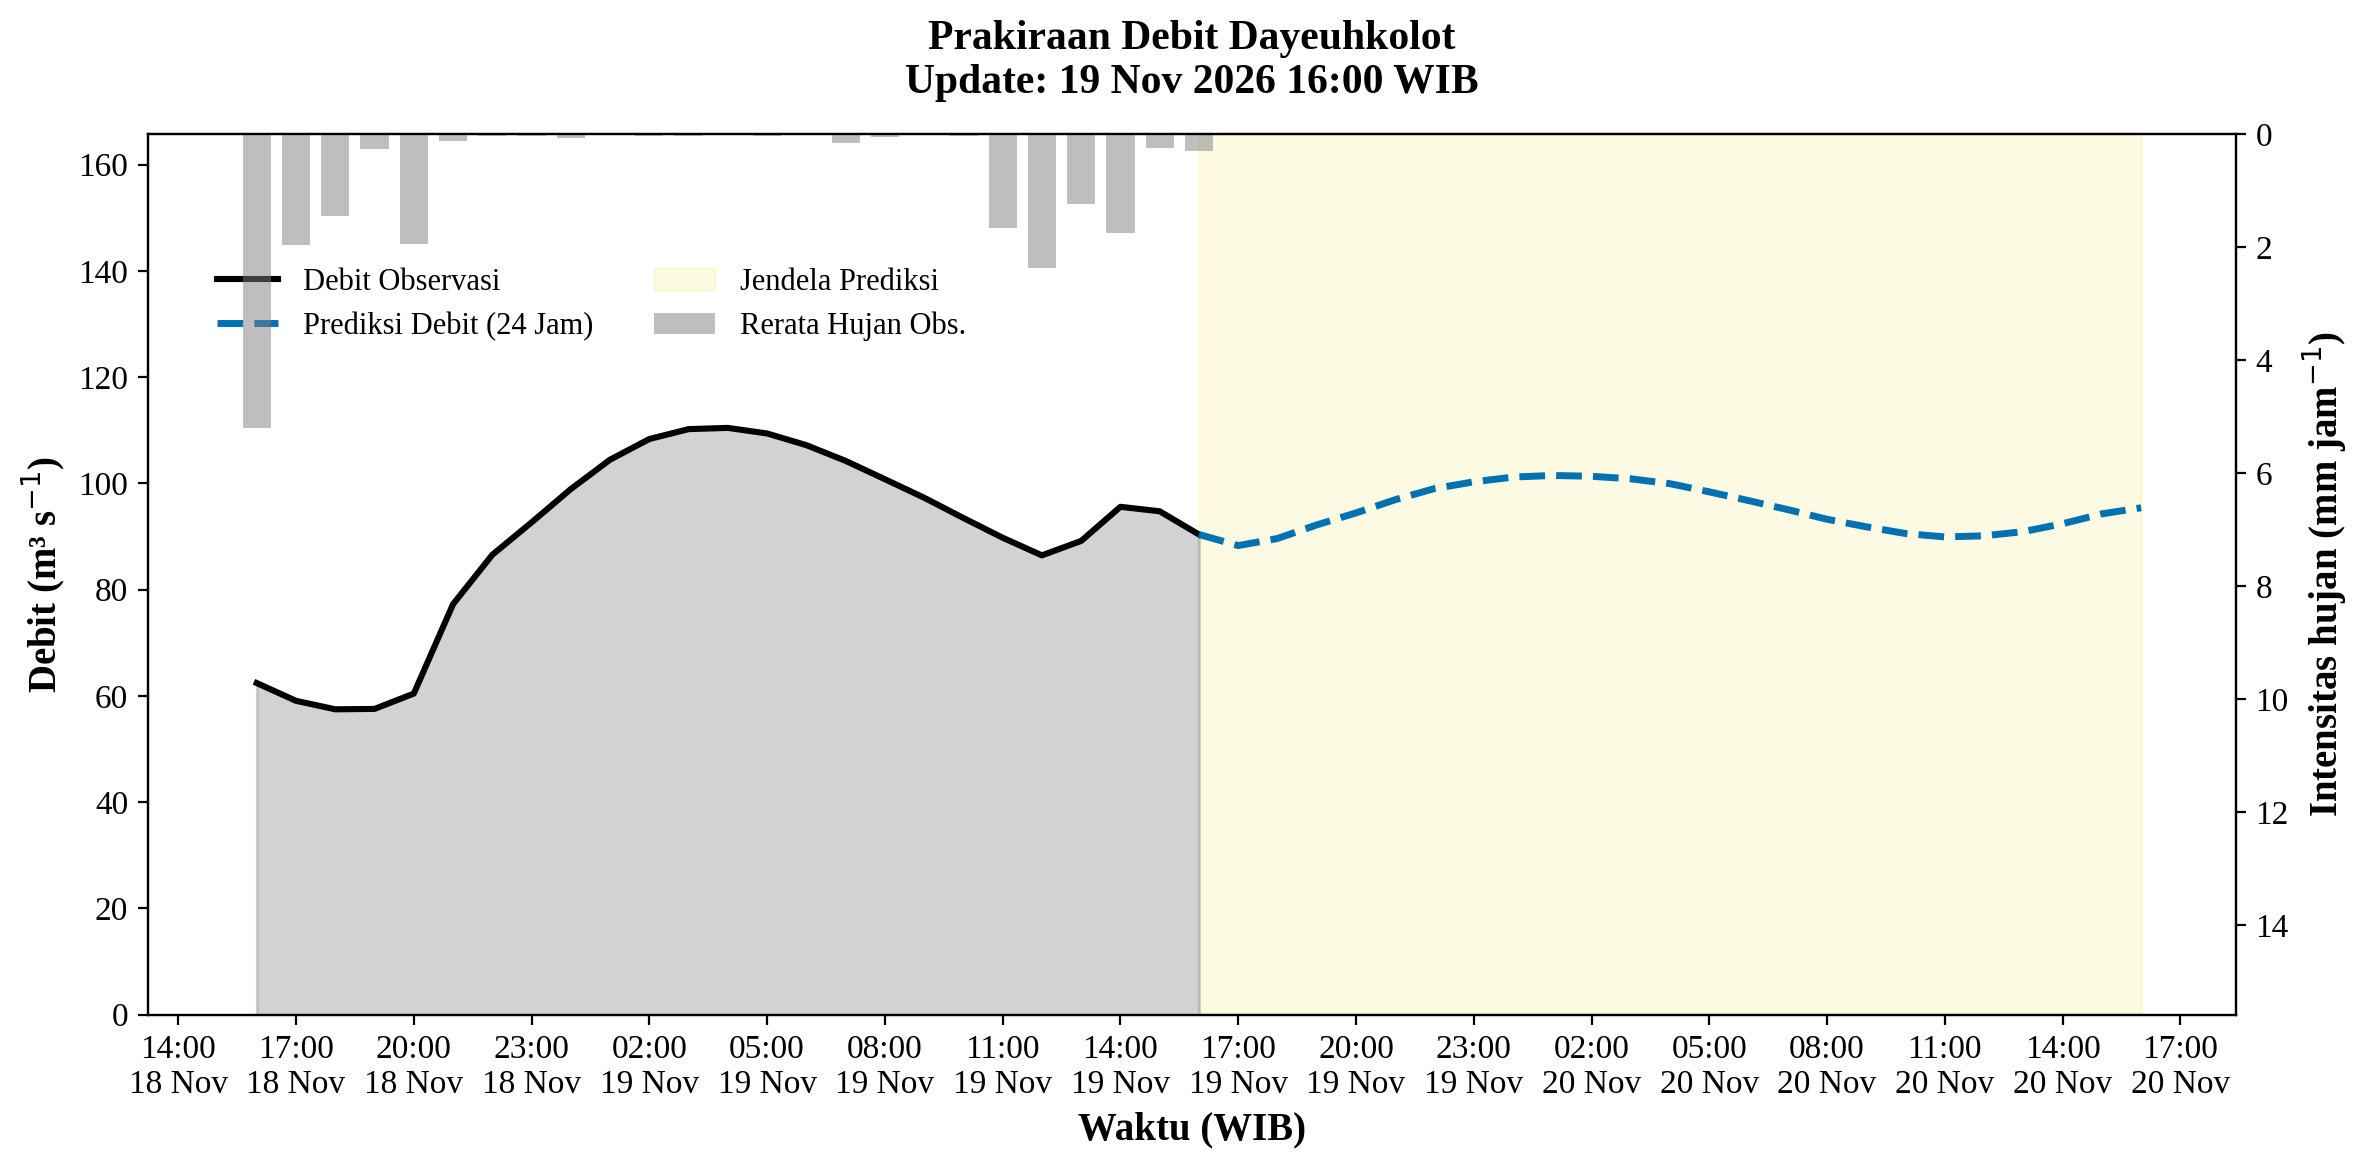 Prakiraan Debit Dayeuhkolot
Update: 19 Nov 2026 16:00 WIB
Debit (m³ s⁻¹)
160
140
120
100
80
60
40
20
0
Debit Observasi
Prediksi Debit (24 Jam)
Jendela Prediksi
Rerata Hujan Obs.
0
2
4
6
8
10
12
14
Intensitas hujan (mm jam⁻¹)
14:00 17:00 20:00 23:00 02:00 05:00 08:00 11:00 14:00 17:00 20:00 23:00 02:00 05:00 08:00 11:00 14:00 17:00
18 Nov 18 Nov 18 Nov 18 Nov 19 Nov 19 Nov 19 Nov 19 Nov 19 Nov 19 Nov 19 Nov 19 Nov 20 Nov 20 Nov 20 Nov 20 Nov 20 Nov 20 Nov
Waktu (WIB)